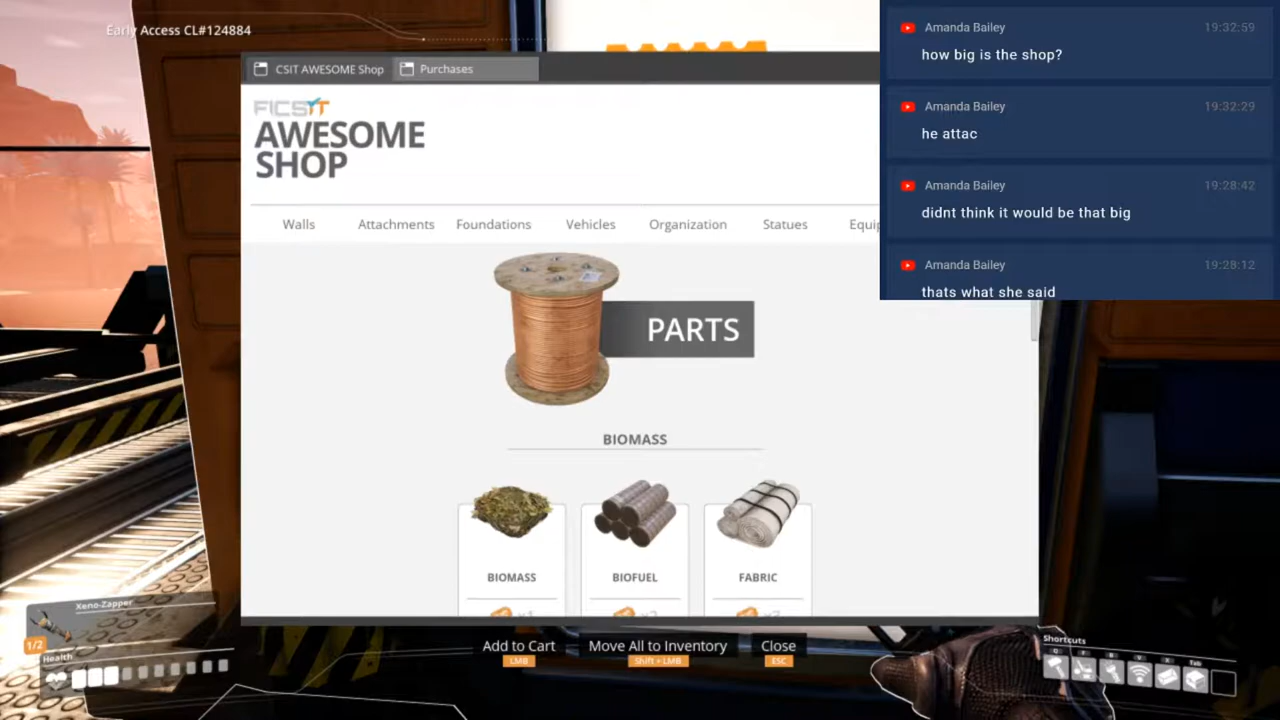 Early Access CL#124884
CSIT AWESOME Shop
Purchases
FICSIT
AWESOME
SHOP
Walls
Attachments
Foundations
Vehicles
Organization
Statues
Equip
PARTS
BIOMASS
BIOMASS
BIOFUEL
FABRIC
Add to Cart
LMB
Move All to Inventory
Shift + LMB
Close
ESC
Xeno-Zapper
1/2
Health
Shortcuts
Tab
Amanda Bailey 19:32:59
how big is the shop?
Amanda Bailey 19:32:29
he attac
Amanda Bailey 19:28:42
didnt think it would be that big
Amanda Bailey 19:28:12
thats what she said